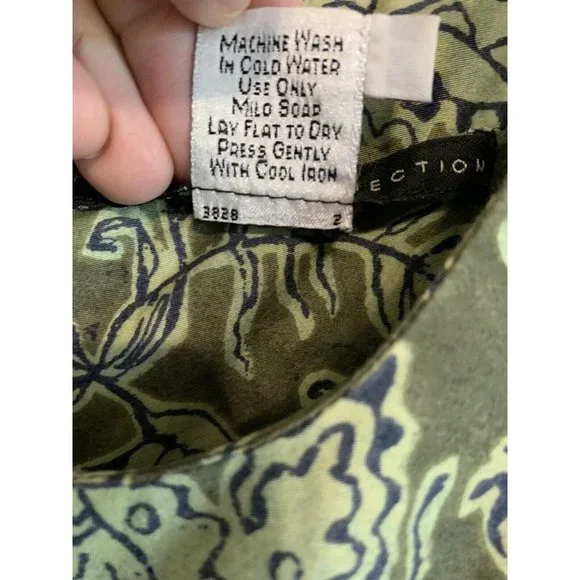 MACHINE WASH
IN COLD WATER
USE ONLY
MILD SOAP
LAY FLAT TO DRY
PRESS GENTLY
WITH COOL IRON
ECTION
3828 2